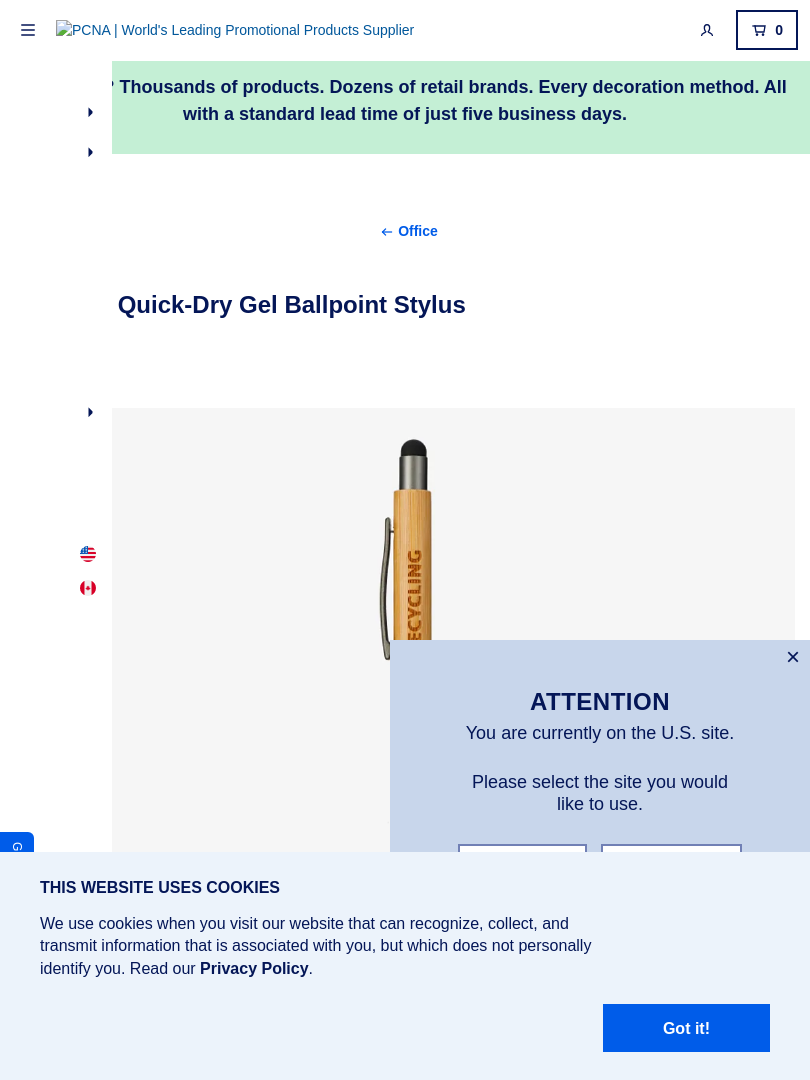 PCNA | World's Leading Promotional Products Supplier
0
? Thousands of products. Dozens of retail brands. Every decoration method. All
with a standard lead time of just five business days.
← Office
Quick-Dry Gel Ballpoint Stylus
ECYCLING
×
ATTENTION
You are currently on the U.S. site.
Please select the site you would
like to use.
G
THIS WEBSITE USES COOKIES
We use cookies when you visit our website that can recognize, collect, and
transmit information that is associated with you, but which does not personally
identify you. Read our Privacy Policy.
Got it!